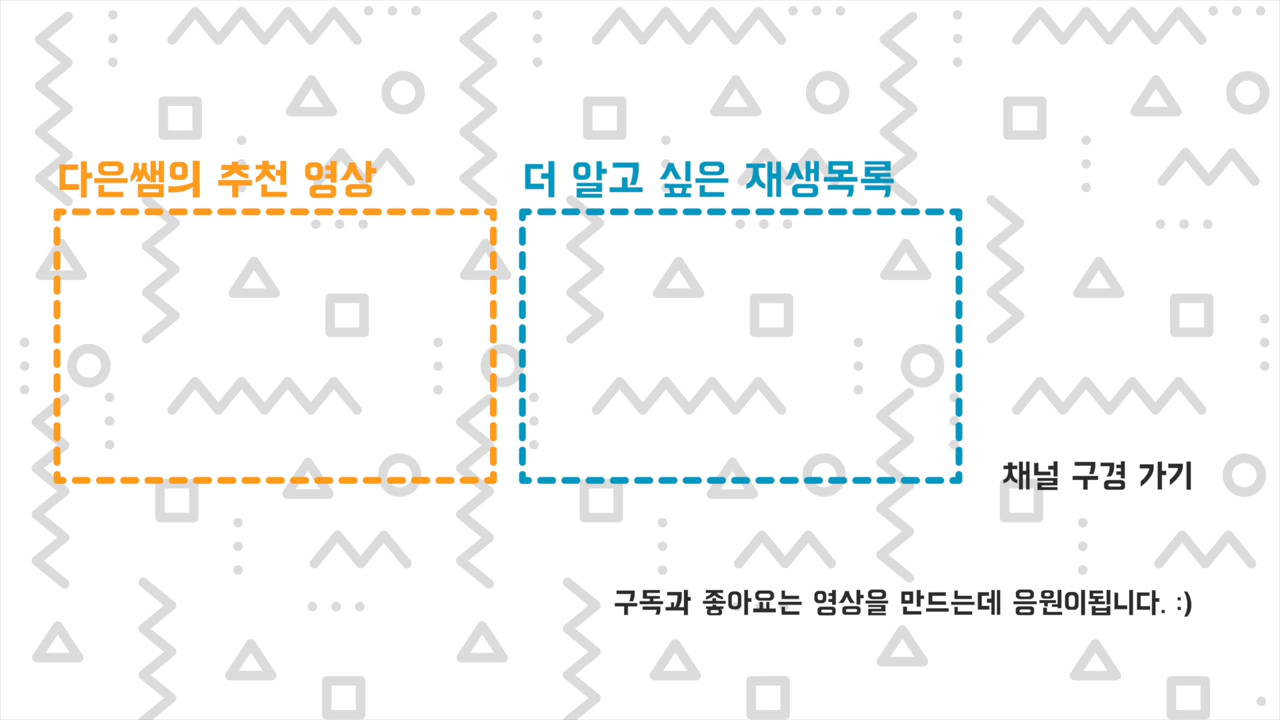 다은쌤의 추천 영상
더 알고 싶은 재생목록
채널 구경 가기
구독과 좋아요는 영상을 만드는데 응원이됩니다. :)